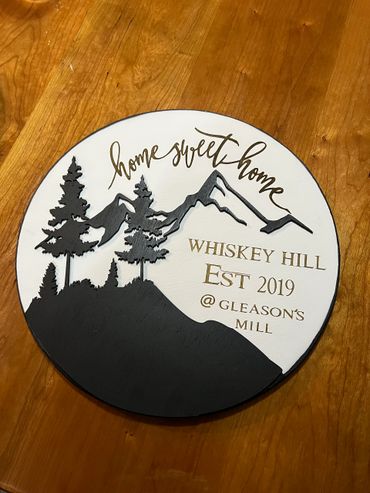 home sweet home
WHISKEY HILL
EST 2019
@ GLEASON'S
MILL